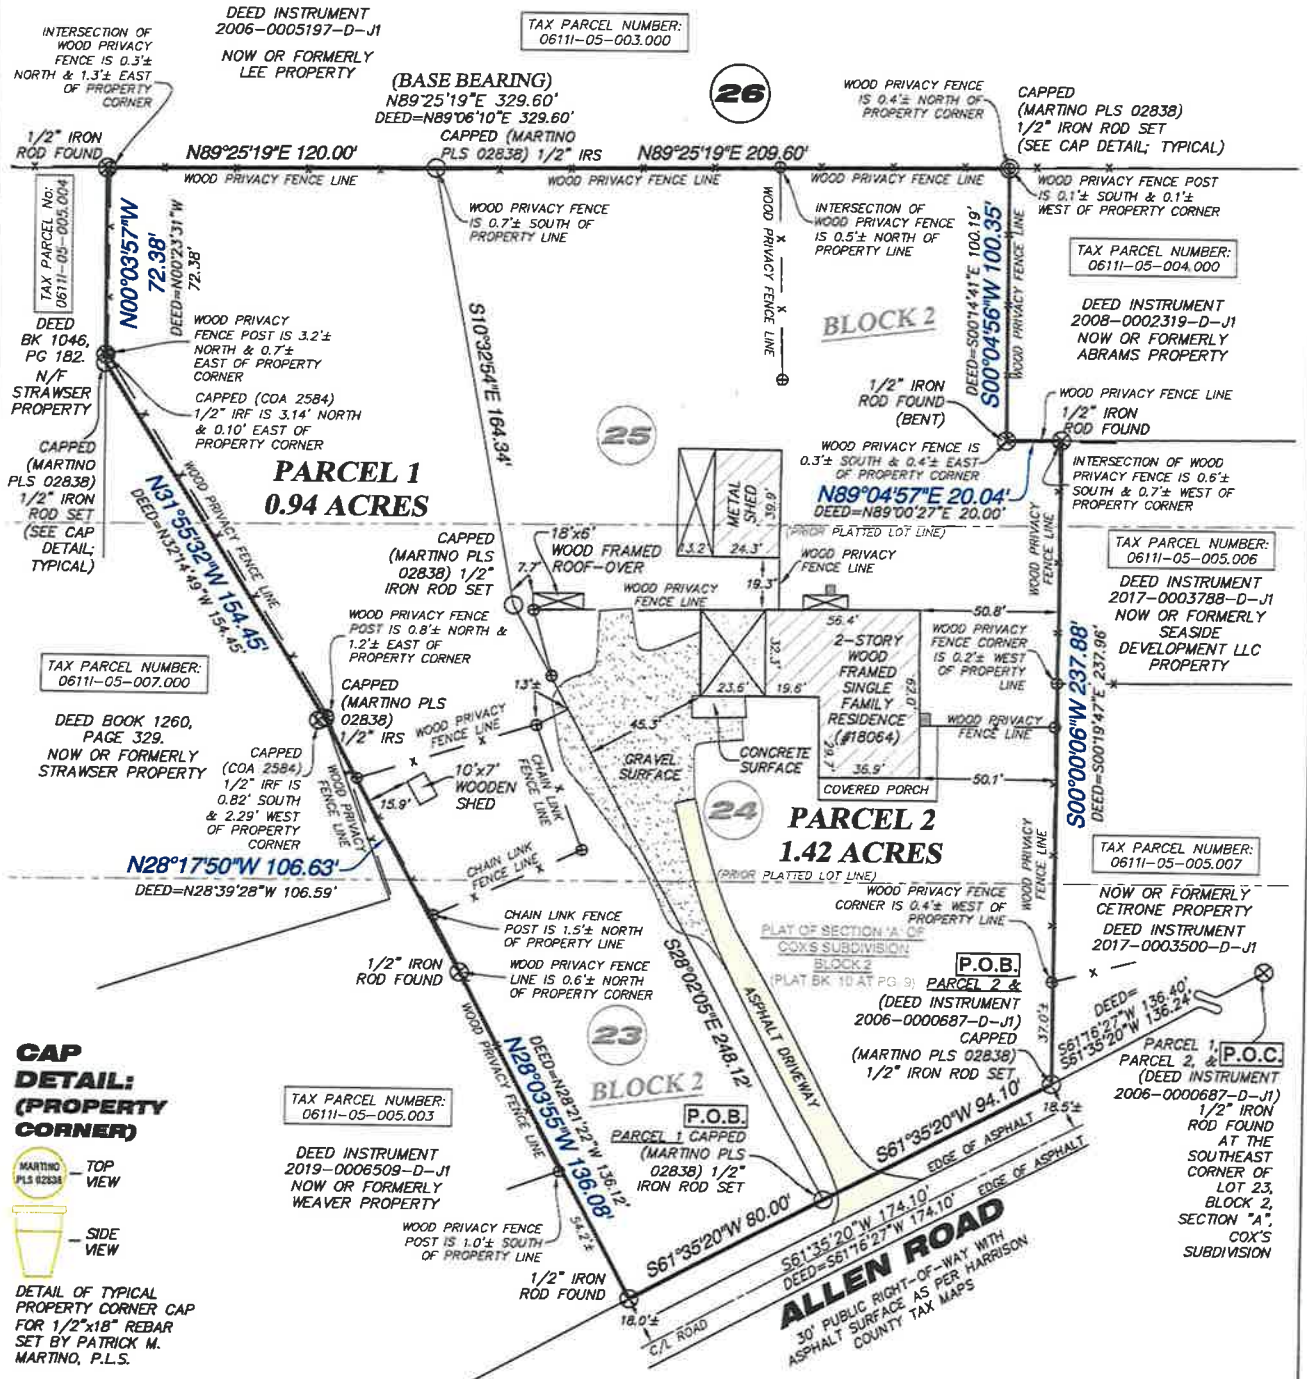 DEED INSTRUMENT
2006-0005197-D-J1
NOW OR FORMERLY
LEE PROPERTY
TAX PARCEL NUMBER:
06111-05-003.000
INTERSECTION OF
WOOD PRIVACY
FENCE IS 0.3'±
NORTH & 1.3'± EAST
OF PROPERTY
CORNER
(BASE BEARING)
N89°25'19"E 329.60'
DEED=N89°06'10"E 329.60'
CAPPED (MARTINO
PLS 02838) 1/2" IRS
26
WOOD PRIVACY FENCE
IS 0.4'± NORTH OF
PROPERTY CORNER
CAPPED
(MARTINO PLS 02838)
1/2" IRON ROD SET
(SEE CAP DETAIL; TYPICAL)
1/2" IRON
ROD FOUND
N89°25'19"E 120.00'
N89°25'19"E 209.60'
WOOD PRIVACY FENCE LINE
WOOD PRIVACY FENCE LINE
WOOD PRIVACY FENCE LINE
WOOD PRIVACY FENCE POST
IS 0.1'± SOUTH & 0.1'±
WEST OF PROPERTY CORNER
TAX PARCEL No:
06111-05-005.004
N00°03'57"W
72.38'
DEED=N00°23'31"W
72.38'
WOOD PRIVACY FENCE
IS 0.7'± SOUTH OF
PROPERTY LINE
WOOD PRIVACY FENCE LINE
INTERSECTION OF
WOOD PRIVACY FENCE
IS 0.5'± NORTH OF
PROPERTY LINE
DEED=S00°14'41"E 100.19'
S00°04'56"W 100.35'
WOOD PRIVACY FENCE LINE
TAX PARCEL NUMBER:
06111-05-004.000
DEED INSTRUMENT
2008-0002319-D-J1
NOW OR FORMERLY
ABRAMS PROPERTY
BLOCK 2
DEED
BK 1046,
PG 182.
N/F
STRAWSER
PROPERTY
WOOD PRIVACY
FENCE POST IS 3.2'±
NORTH & 0.7'±
EAST OF PROPERTY
CORNER
CAPPED (COA 2584)
1/2" IRF IS 3.14' NORTH
& 0.10' EAST OF
PROPERTY CORNER
S10°32'54"E 164.34'
1/2" IRON
ROD FOUND
(BENT)
WOOD PRIVACY FENCE LINE
1/2" IRON
ROD FOUND
25
CAPPED
(MARTINO
PLS 02838)
1/2" IRON
ROD SET
(SEE CAP
DETAIL;
TYPICAL)
WOOD PRIVACY FENCE LINE
N31°55'32"W 154.45'
DEED=N32°14'49"W 154.45'
PARCEL 1
0.94 ACRES
WOOD PRIVACY FENCE IS
0.3'± SOUTH & 0.4'± EAST
OF PROPERTY CORNER
N89°04'57"E 20.04'
DEED=N89°00'27"E 20.00'
INTERSECTION OF WOOD
PRIVACY FENCE IS 0.6'±
SOUTH & 0.7' WEST OF
PROPERTY CORNER
METAL
SHED
39.9'
13.2'
24.3'
(PRIOR PLATTED LOT LINE)
CAPPED
(MARTINO PLS
02838) 1/2"
IRON ROD SET
7.7'
18'x6'
WOOD FRAMED
ROOF-OVER
WOOD PRIVACY
FENCE LINE
19.3'
WOOD PRIVACY
FENCE LINE
WOOD PRIVACY
FENCE LINE
TAX PARCEL NUMBER:
06111-05-005.006
DEED INSTRUMENT
2017-0003788-D-J1
NOW OR FORMERLY
SEASIDE
DEVELOPMENT LLC
PROPERTY
WOOD PRIVACY FENCE
POST IS 0.8'± NORTH &
1.2'± EAST OF
PROPERTY CORNER
56.4'
50.8'
32.3'
23.6'
19.6'
2-STORY
WOOD
FRAMED
SINGLE
FAMILY
RESIDENCE
(#18064)
62.0'
29.7'
36.9'
WOOD PRIVACY
FENCE CORNER
IS 0.2'± WEST
OF PROPERTY
LINE
TAX PARCEL NUMBER:
06111-05-007.000
DEED BOOK 1260,
PAGE 329.
NOW OR FORMERLY
STRAWSER PROPERTY
CAPPED
(MARTINO PLS
02838)
1/2" IRS
13'±
WOOD PRIVACY
FENCE LINE
45.3'
GRAVEL
SURFACE
CONCRETE
SURFACE
WOOD PRIVACY
FENCE LINE
S00°00'06"W 237.88'
DEED=S00°19'47"E 237.96'
CAPPED
(COA 2584)
1/2" IRF IS
0.82' SOUTH
& 2.29' WEST
OF PROPERTY
CORNER
WOOD PRIVACY
FENCE LINE
10'x7'
WOODEN
SHED
15.9'
CHAIN LINK
FENCE LINE
50.1'
COVERED PORCH
24
PARCEL 2
1.42 ACRES
N28°17'50"W 106.63'
DEED=N28°39'28"W 106.59'
CHAIN LINK
FENCE LINE
(PRIOR PLATTED LOT LINE)
WOOD PRIVACY
FENCE LINE
TAX PARCEL NUMBER:
06111-05-005.007
NOW OR FORMERLY
CETRONE PROPERTY
DEED INSTRUMENT
2017-0003500-D-J1
WOOD PRIVACY FENCE
CORNER IS 0.4'± WEST OF
PROPERTY LINE
CHAIN LINK FENCE
POST IS 1.5'± NORTH
OF PROPERTY LINE
PLAT OF SECTION 'A' OF
COXS SUBDIVISION
BLOCK 2
(PLAT BK. 10 AT PG. 9)
1/2" IRON
ROD FOUND
WOOD PRIVACY FENCE
LINE IS 0.6'± NORTH
OF PROPERTY CORNER
S28°02'05"E 248.12'
ASPHALT DRIVEWAY
P.O.B.
PARCEL 2 &
(DEED INSTRUMENT
2006-0000687-D-J1)
CAPPED
(MARTINO PLS 02838)
1/2" IRON ROD SET
37.0'±
DEED=
S61°16'27"W 136.40'
S61°35'20"W 136.24'
PARCEL 1,
PARCEL 2, & P.O.C.
(DEED INSTRUMENT
2006-0000687-D-J1)
1/2" IRON
ROD FOUND
AT THE
SOUTHEAST
CORNER OF
LOT 23,
BLOCK 2,
SECTION "A",
COX'S
SUBDIVISION
23
BLOCK 2
CAP
DETAIL:
(PROPERTY
CORNER)
MARTINO
PLS 02838
TOP
VIEW
SIDE
VIEW
DETAIL OF TYPICAL
PROPERTY CORNER CAP
FOR 1/2"x18" REBAR
SET BY PATRICK M.
MARTINO, P.L.S.
TAX PARCEL NUMBER:
06111-05-005.003
DEED INSTRUMENT
2019-0006509-D-J1
NOW OR FORMERLY
WEAVER PROPERTY
WOOD PRIVACY FENCE LINE
N28°03'55"W 136.08'
DEED=N28°21'22"W 136.12'
P.O.B.
PARCEL 1 CAPPED
(MARTINO PLS
02838) 1/2"
IRON ROD SET
18.5'±
S61°35'20"W 94.10'
EDGE OF ASPHALT
EDGE OF ASPHALT
WOOD PRIVACY FENCE
POST IS 1.0'± SOUTH
OF PROPERTY LINE
54.2'±
1/2" IRON
ROD FOUND
S61°35'20"W 80.00'
S61°35'20"W 174.10'
DEED=S61°16'27"W 174.10'
18.0'±
C/L ROAD
ALLEN ROAD
30' PUBLIC RIGHT-OF-WAY WITH
ASPHALT SURFACE AS PER HARRISON
COUNTY TAX MAPS